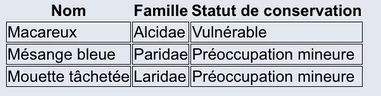 Nom Famille Statut de conservation
Macareux Alcidae Vulnérable
Mésange bleue Paridae Préoccupation mineure
Mouette tâchetée Laridae Préoccupation mineure